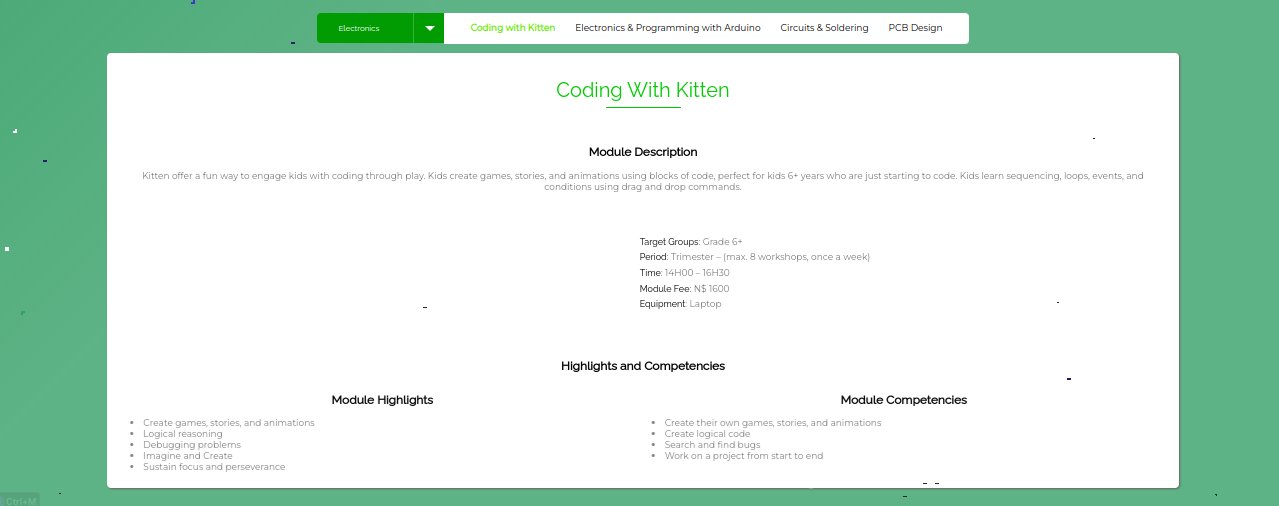 Electronics
Coding with Kitten
Electronics & Programming with Arduino
Circuits & Soldering
PCB Design
Coding With Kitten
Module Description
Kitten offer a fun way to engage kids with coding through play. Kids create games, stories, and animations using blocks of code, perfect for kids 6+ years who are just starting to code. Kids learn sequencing, loops, events, and
conditions using drag and drop commands.
Target Groups: Grade 6+
Period: Trimester – (max. 8 workshops, once a week)
Time: 14H00 – 16H30
Module Fee: N$ 1600
Equipment: Laptop
Highlights and Competencies
Module Highlights
• Create games, stories, and animations
• Logical reasoning
• Debugging problems
• Imagine and Create
• Sustain focus and perseverance
Module Competencies
• Create their own games, stories, and animations
• Create logical code
• Search and find bugs
• Work on a project from start to end
Ctrl+M